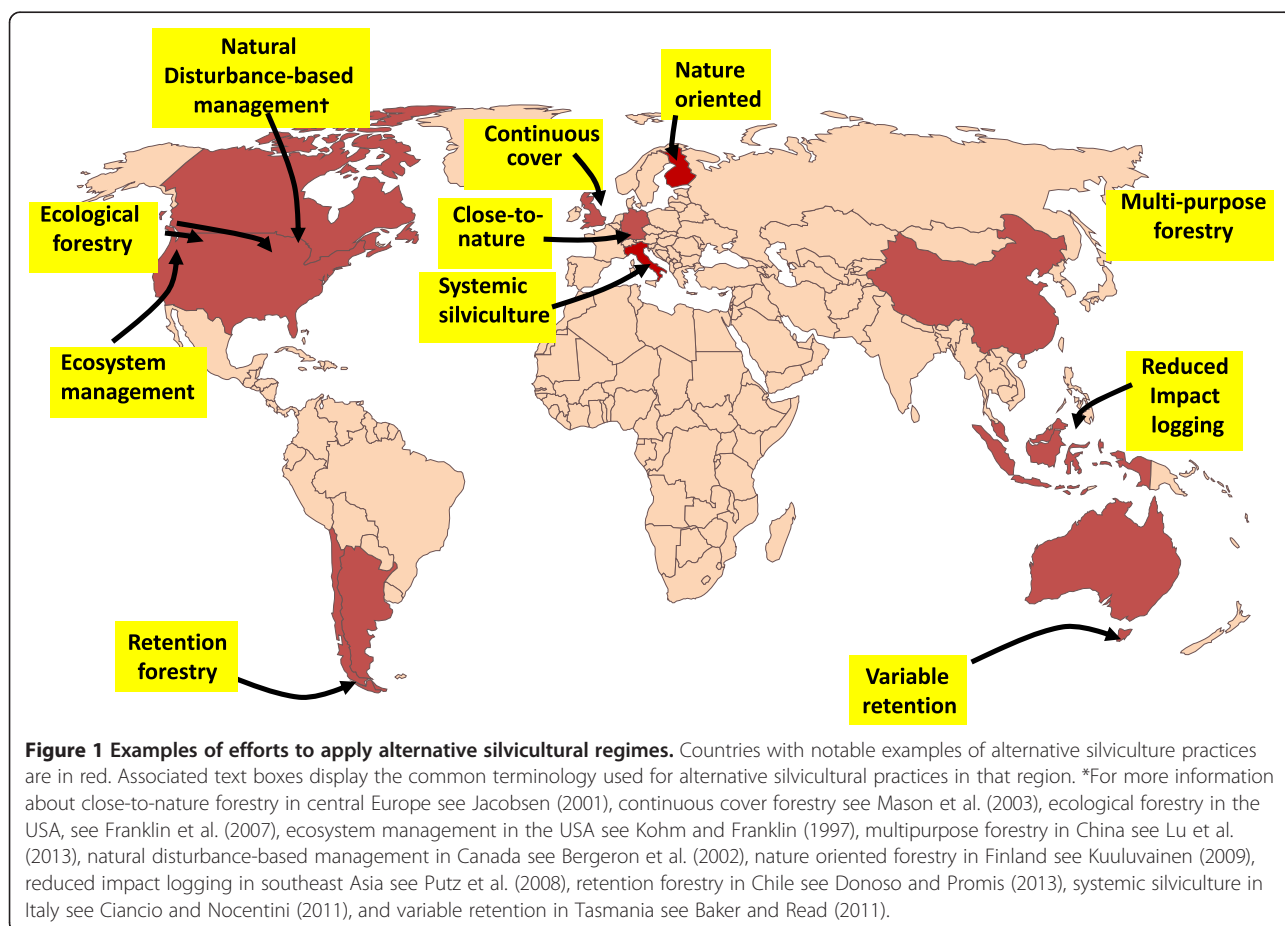 Natural
Disturbance-based
management
Nature
oriented
Continuous
cover
Ecological
forestry
Close-to-
nature
Multi-purpose
forestry
Systemic
silviculture
Ecosystem
management
Reduced
Impact
logging
Retention
forestry
Variable
retention
Figure 1 Examples of efforts to apply alternative silvicultural regimes. Countries with notable examples of alternative silviculture practices
are in red. Associated text boxes display the common terminology used for alternative silvicultural practices in that region. *For more information
about close-to-nature forestry in central Europe see Jacobsen (2001), continuous cover forestry see Mason et al. (2003), ecological forestry in the
USA, see Franklin et al. (2007), ecosystem management in the USA see Kohm and Franklin (1997), multipurpose forestry in China see Lu et al.
(2013), natural disturbance-based management in Canada see Bergeron et al. (2002), nature oriented forestry in Finland see Kuuluvainen (2009),
reduced impact logging in southeast Asia see Putz et al. (2008), retention forestry in Chile see Donoso and Promis (2013), systemic silviculture in
Italy see Ciancio and Nocentini (2011), and variable retention in Tasmania see Baker and Read (2011).